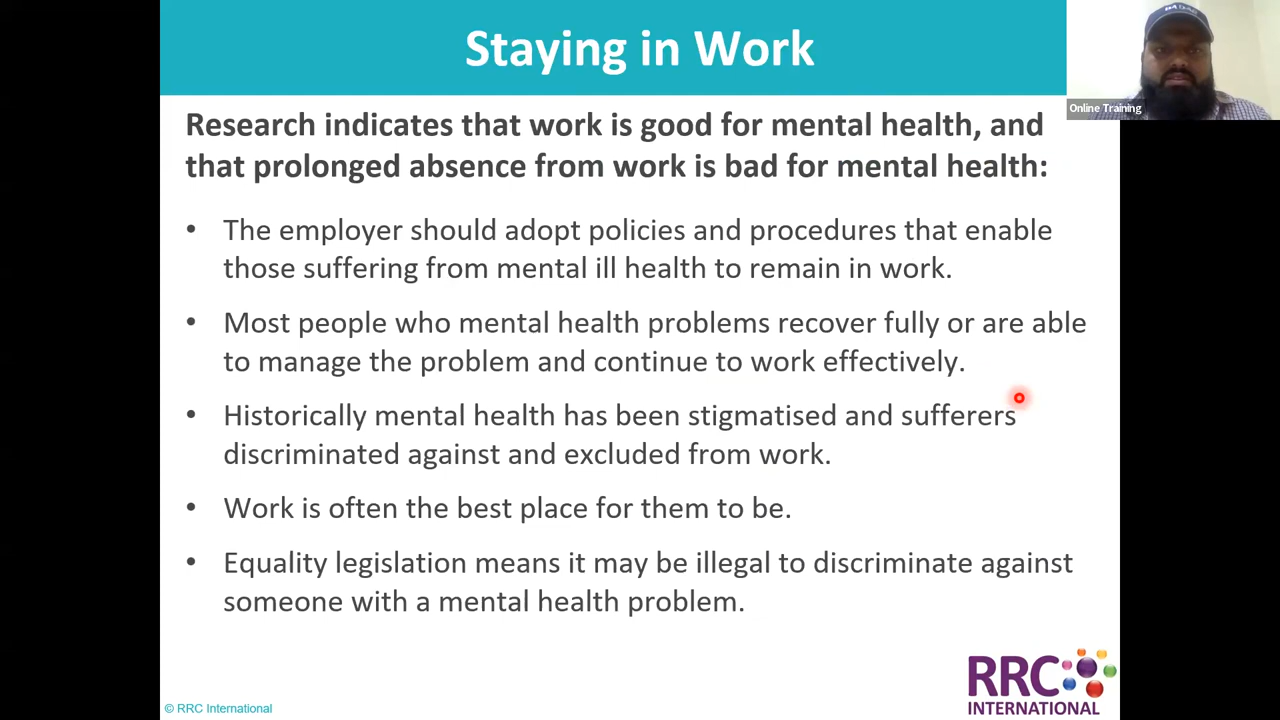 Staying in Work
Online Training
Research indicates that work is good for mental health, and
that prolonged absence from work is bad for mental health:
• The employer should adopt policies and procedures that enable
those suffering from mental ill health to remain in work.
• Most people who mental health problems recover fully or are able
to manage the problem and continue to work effectively.
• Historically mental health has been stigmatised and sufferers
discriminated against and excluded from work.
• Work is often the best place for them to be.
• Equality legislation means it may be illegal to discriminate against
someone with a mental health problem.
RRC
INTERNATIONAL
© RRC International